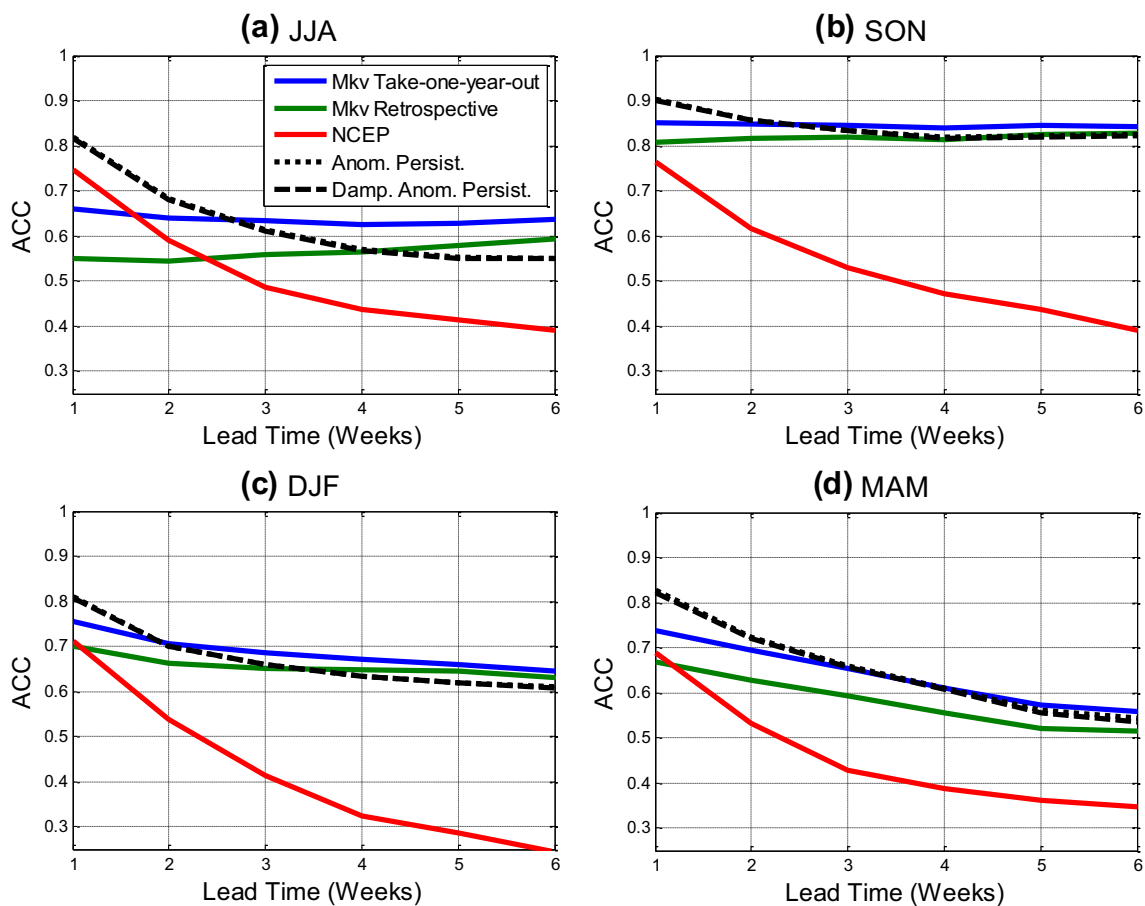 (a) JJA
1
0.9
0.8
0.7
0.6
0.5
0.4
0.3
ACC
Mkv Take-one-year-out
Mkv Retrospective
NCEP
Anom. Persist.
Damp. Anom. Persist.
1 2 3 4 5 6
Lead Time (Weeks)
(b) SON
1
0.9
0.8
0.7
0.6
0.5
0.4
0.3
ACC
1 2 3 4 5 6
Lead Time (Weeks)
(c) DJF
1
0.9
0.8
0.7
0.6
0.5
0.4
0.3
ACC
1 2 3 4 5 6
Lead Time (Weeks)
(d) MAM
1
0.9
0.8
0.7
0.6
0.5
0.4
0.3
ACC
1 2 3 4 5 6
Lead Time (Weeks)